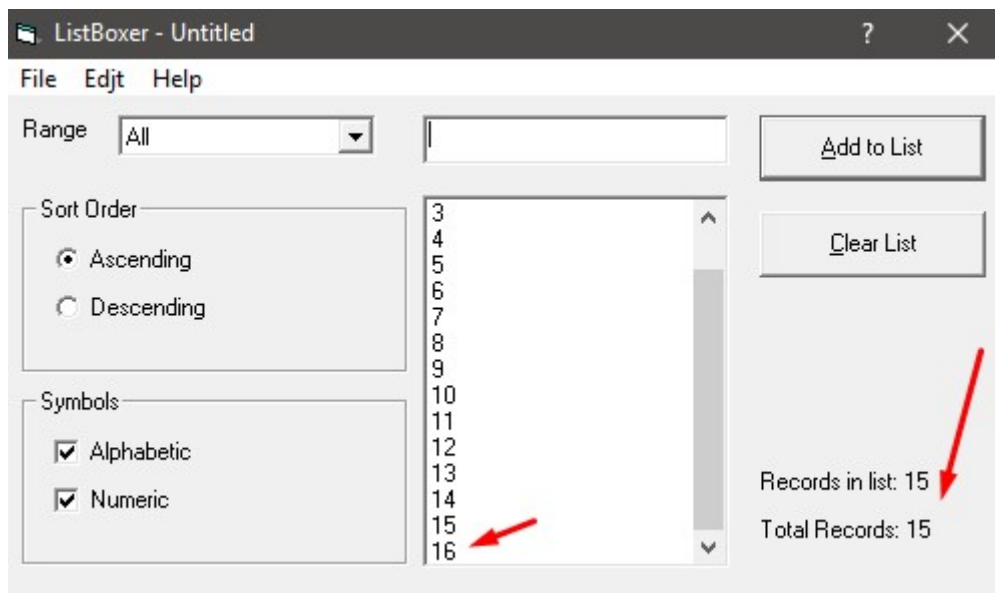 ListBoxer - Untitled
?
File Edjt Help
Range
All
Add to List
Sort Order
Ascending
Descending
3
4
5
6
7
8
9
10
11
12
13
14
15
16
Clear List
Symbols
Alphabetic
Numeric
Records in list: 15
Total Records: 15